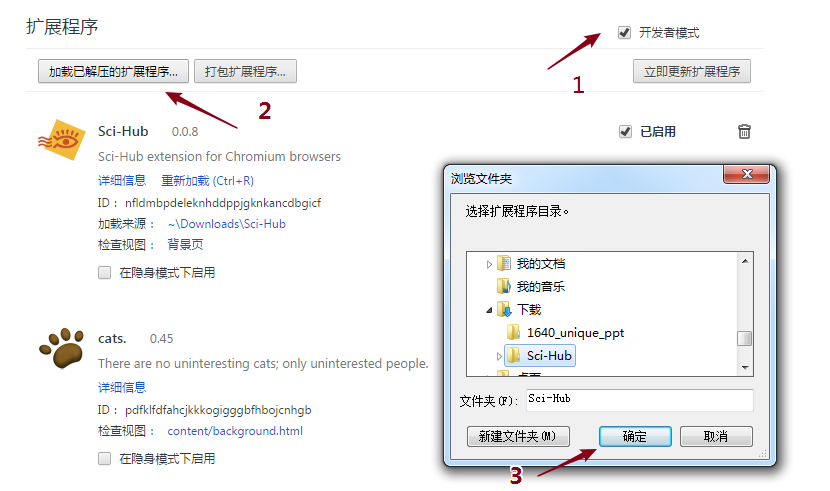 扩展程序
开发者模式
1
加载已解压的扩展程序...
打包扩展程序...
立即更新扩展程序
2
Sci-Hub 0.0.8
已启用
Sci-Hub extension for Chromium browsers
详细信息 重新加载 (Ctrl+R)
ID： nfldmbpdeleknhddppjgknkancdbgicf
加载来源： ~\Downloads\Sci-Hub
检查视图： 背景页
在隐身模式下启用
cats. 0.45
There are no uninteresting cats; only uninterested people.
详细信息
ID： pdfklfdfahcjkkkogigggbfhbojcnhgb
检查视图： content/background.html
在隐身模式下启用
浏览文件夹
选择扩展程序目录。
我的文档
我的音乐
下载
1640_unique_ppt
Sci-Hub
文件夹(F): Sci-Hub
新建文件夹(M)
确定
取消
3